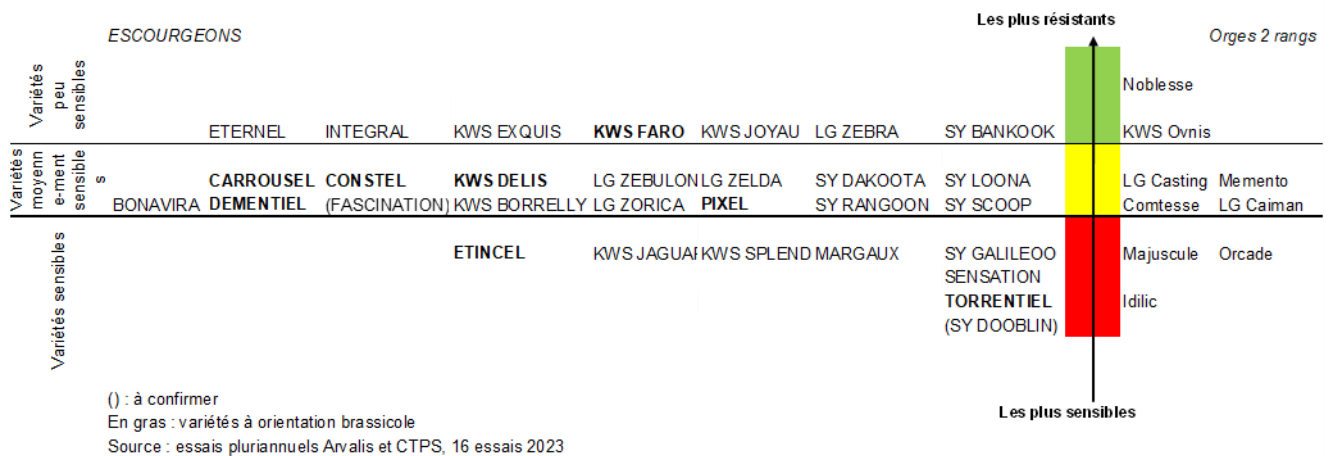 Les plus résistants
ESCOURGEONS Orges 2 rangs
Variétés peu sensibles
Noblesse
ETERNEL INTEGRAL KWS EXQUIS KWS FARO KWS JOYAU LG ZEBRA SY BANKOOK KWS Ovnis
Variétés moyenn e-ment sensible s
CARROUSEL CONSTEL KWS DELIS LG ZEBULON LG ZELDA SY DAKOOTA SY LOONA LG Casting Memento
BONAVIRA DEMENTIEL (FASCINATION) KWS BORRELLY LG ZORICA PIXEL SY RANGOON SY SCOOP Comtesse LG Caiman
Variétés sensibles
ETINCEL KWS JAGUAR KWS SPLEND MARGAUX SY GALILEOO Majuscule Orcade
SENSATION
TORRENTIEL Idilic
(SY DOOBLIN)
() : à confirmer
Les plus sensibles
En gras : variétés à orientation brassicole
Source : essais pluriannuels Arvalis et CTPS, 16 essais 2023